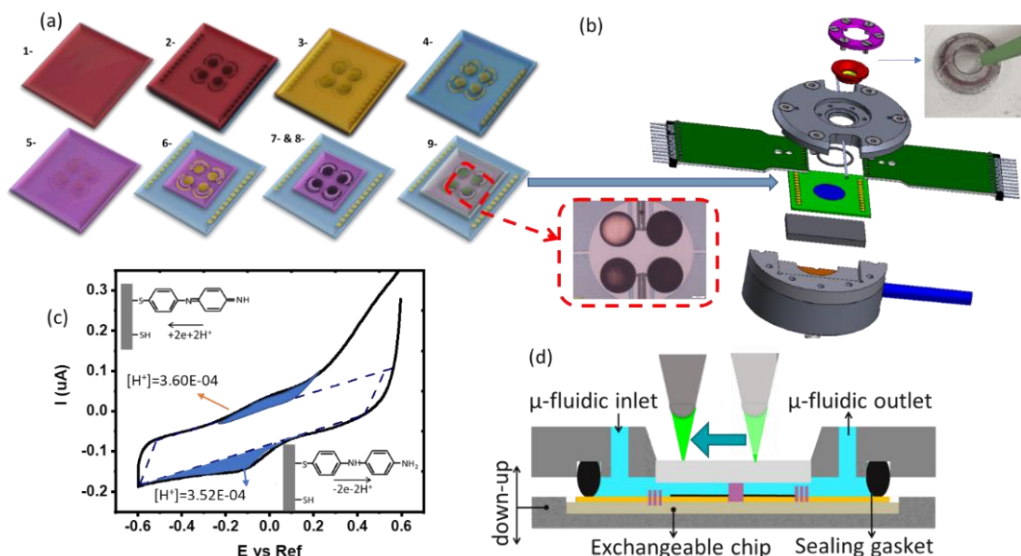 (a)
1-
2-
3-
4-
5-
6-
7- & 8-
9-
(b)
(c)
0.3
0.2
0.1
0.0
-0.1
-0.2
I (uA)
-0.6
-0.4
-0.2
0.0
0.2
0.4
0.6
E vs Ref
S
N
NH
SH
+2e+2H⁺
[H⁺]=3.60E-04
[H⁺]=3.52E-04
S
NH
NH₂
SH
-2e-2H⁺
(d)
μ-fluidic inlet
μ-fluidic outlet
down-up
Exchangeable chip
Sealing gasket